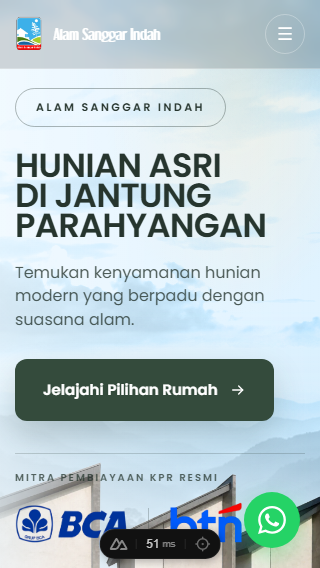 Alam Sanggar Indah
ALAM SANGGAR INDAH
HUNIAN ASRI
DI JANTUNG
PARAHYANGAN
Temukan kenyamanan hunian
modern yang berpadu dengan
suasana alam.
Jelajahi Pilihan Rumah →
MITRA PEMBIAYAAN KPR RESMI
BCA
btn
51 ms